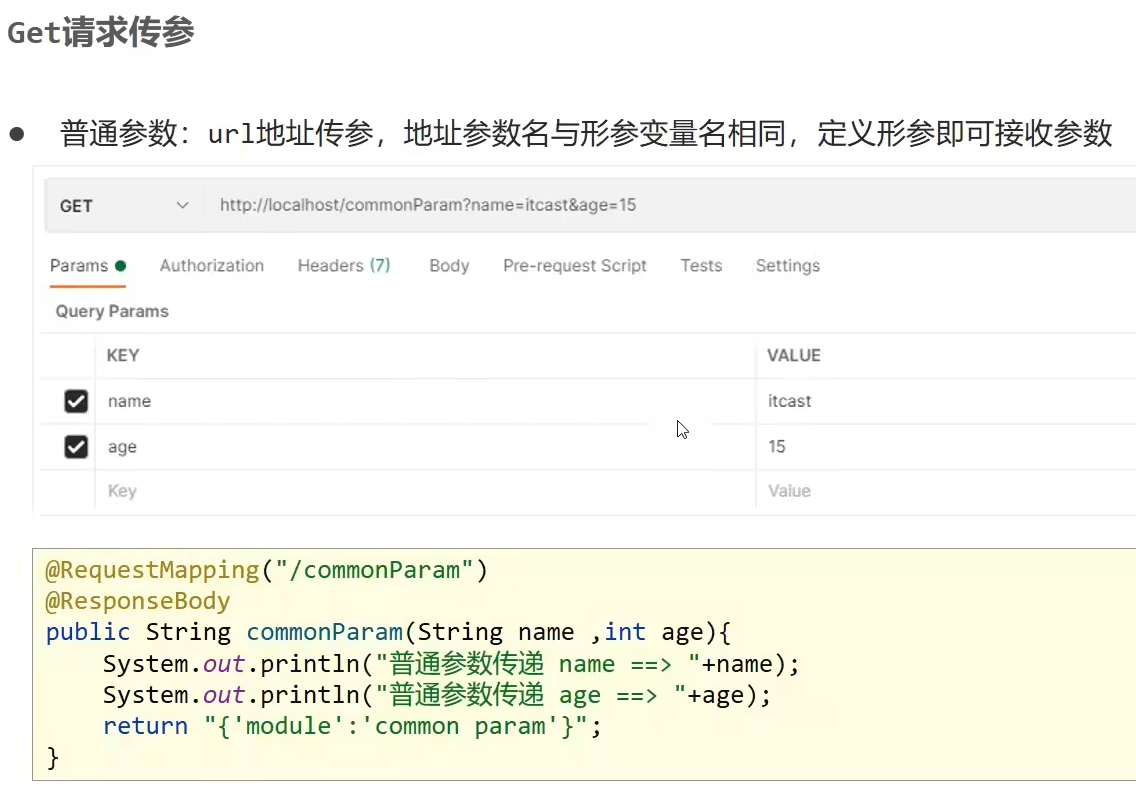 Get请求传参
● 普通参数：url地址传参，地址参数名与形参变量名相同，定义形参即可接收参数
GET http://localhost/commonParam?name=itcast&age=15
Params Authorization Headers (7) Body Pre-request Script Tests Settings
Query Params
KEY VALUE
name itcast
age 15
Key Value
@RequestMapping("/commonParam")
@ResponseBody
public String commonParam(String name ,int age){
    System.out.println("普通参数传递 name ==> "+name);
    System.out.println("普通参数传递 age ==> "+age);
    return "{'module':'common param'}";
}